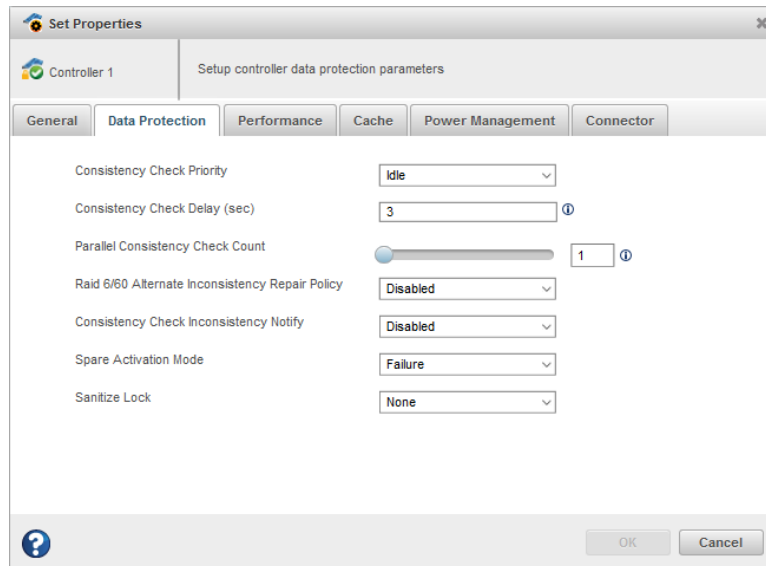 Set Properties
Controller 1
Setup controller data protection parameters
General Data Protection Performance Cache Power Management Connector
Consistency Check Priority Idle
Consistency Check Delay (sec) 3
Parallel Consistency Check Count 1
Raid 6/60 Alternate Inconsistency Repair Policy Disabled
Consistency Check Inconsistency Notify Disabled
Spare Activation Mode Failure
Sanitize Lock None
OK Cancel